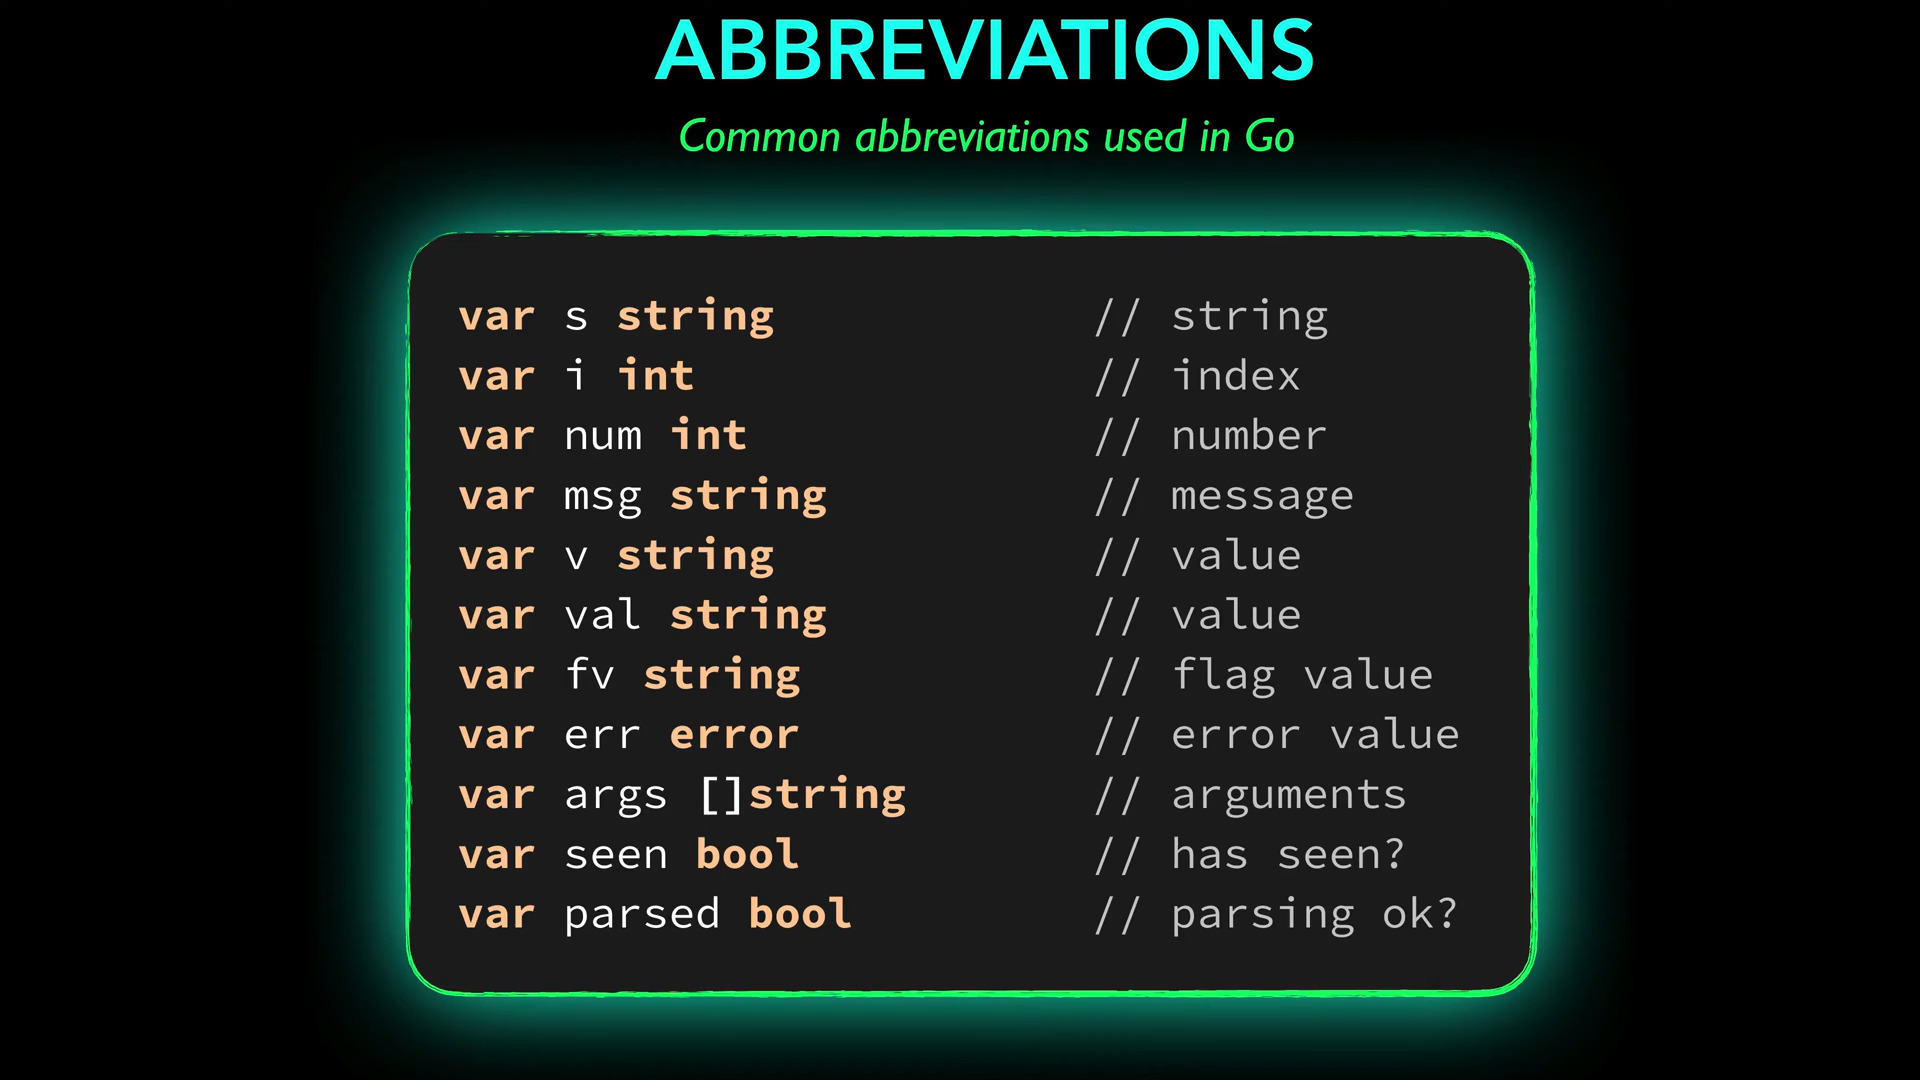 ABBREVIATIONS
Common abbreviations used in Go
var s string // string
var i int // index
var num int // number
var msg string // message
var v string // value
var val string // value
var fv string // flag value
var err error // error value
var args []string // arguments
var seen bool // has seen?
var parsed bool // parsing ok?